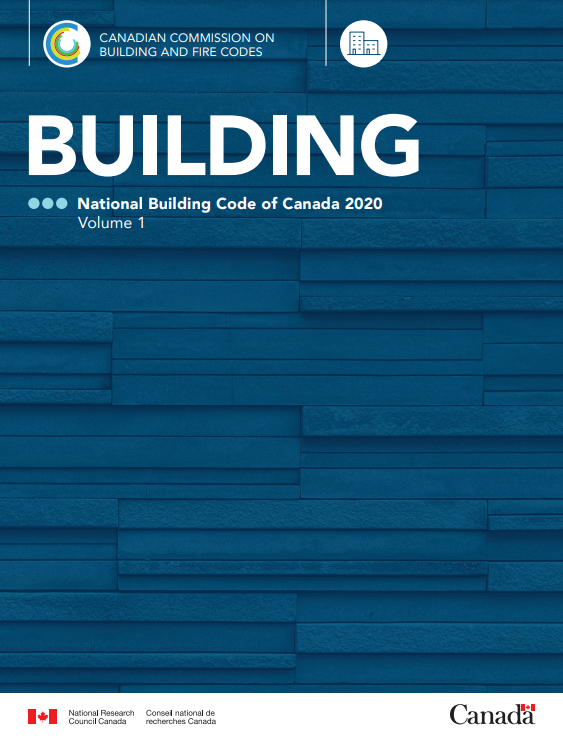 CANADIAN COMMISSION ON
BUILDING AND FIRE CODES
BUILDING
National Building Code of Canada 2020
Volume 1
National Research
Council Canada
Conseil national de
recherches Canada
Canada